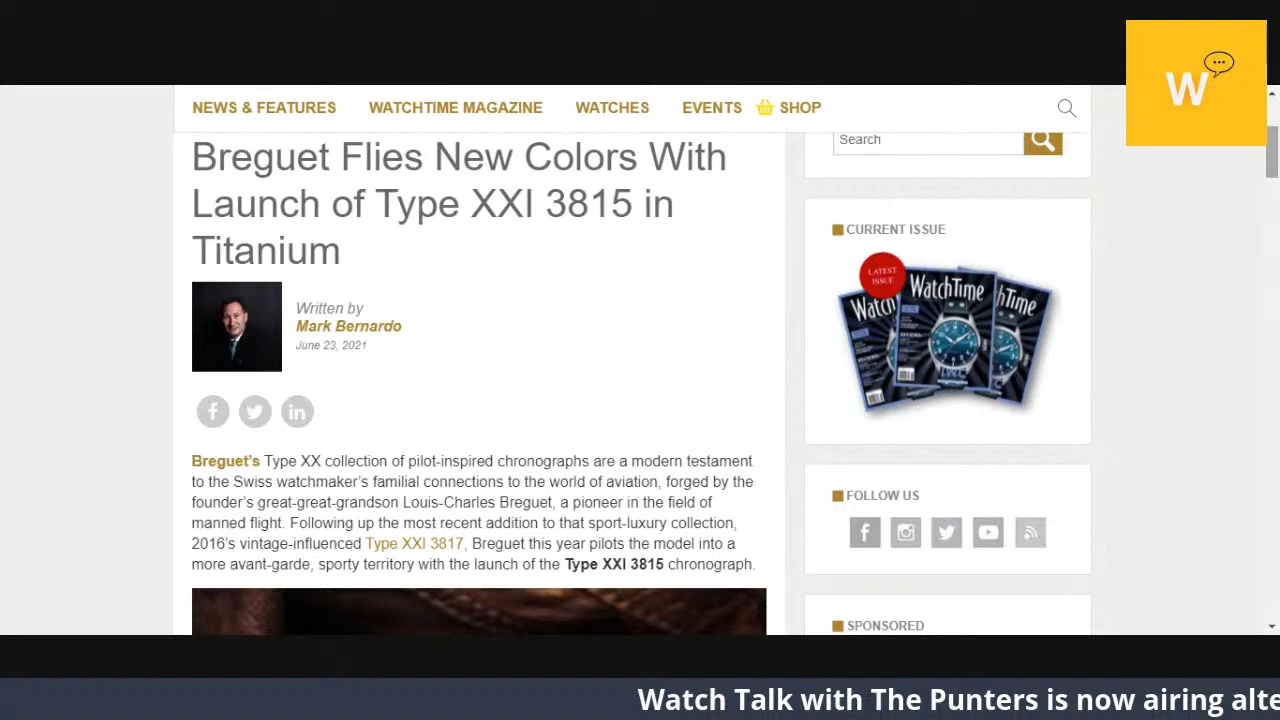 W
NEWS & FEATURES WATCHTIME MAGAZINE WATCHES EVENTS SHOP
Breguet Flies New Colors With
Launch of Type XXI 3815 in
Titanium
Written by
Mark Bernardo
June 23, 2021
Breguet's Type XX collection of pilot-inspired chronographs are a modern testament
to the Swiss watchmaker's familial connections to the world of aviation, forged by the
founder's great-great-grandson Louis-Charles Breguet, a pioneer in the field of
manned flight. Following up the most recent addition to that sport-luxury collection,
2016's vintage-influenced Type XXI 3817, Breguet this year pilots the model into a
more avant-garde, sporty territory with the launch of the Type XXI 3815 chronograph.
Search
CURRENT ISSUE
LATEST
ISSUE
WatchTime
FOLLOW US
SPONSORED
Watch Talk with The Punters is now airing alte